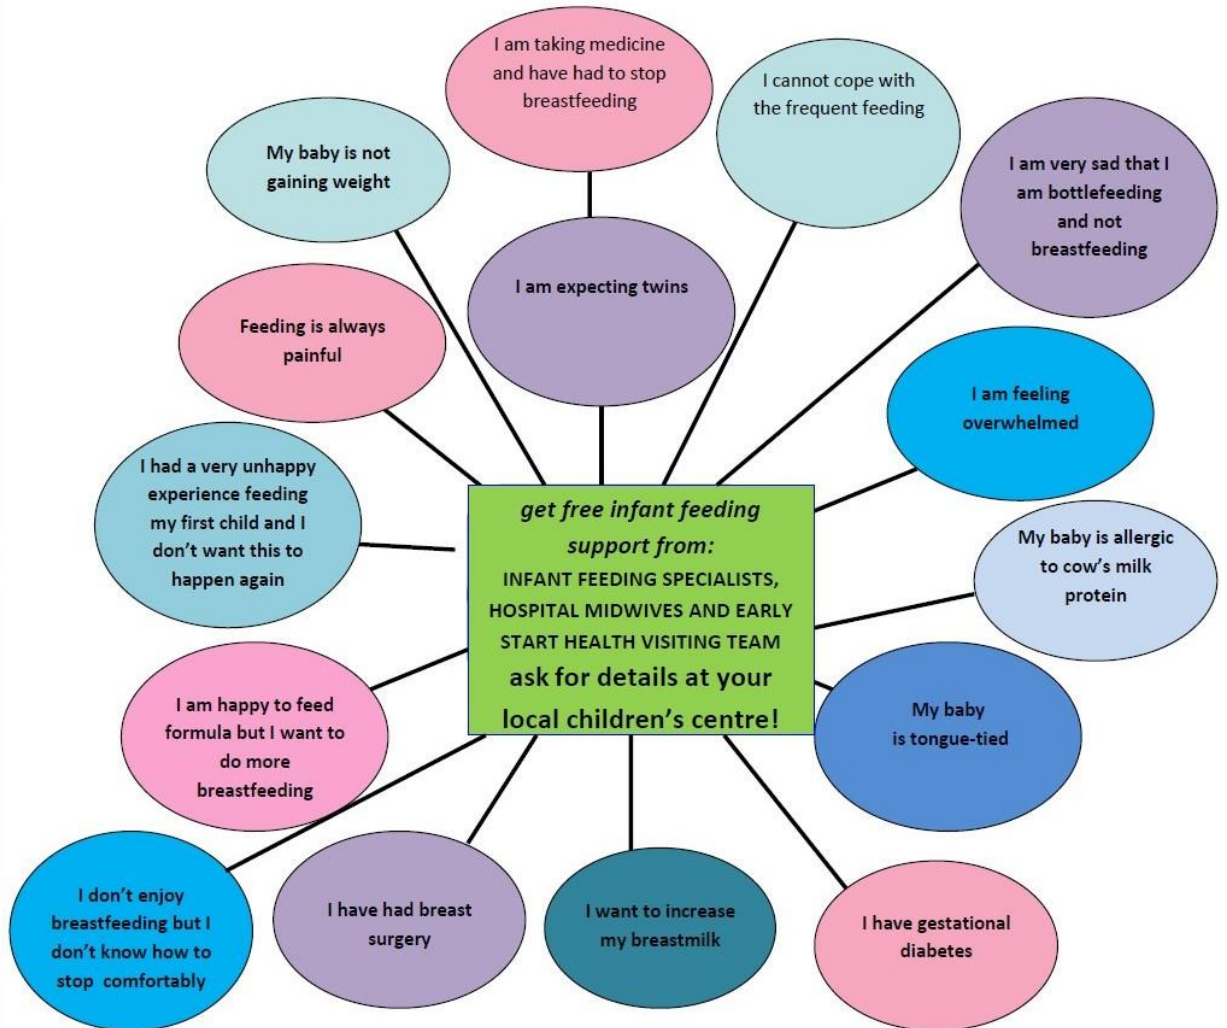 I am taking medicine
and have had to stop
breastfeeding
I cannot cope with
the frequent feeding
My baby is not
gaining weight
I am very sad that I
am bottlefeeding
and not
breastfeeding
I am expecting twins
Feeding is always
painful
I am feeling
overwhelmed
I had a very unhappy
experience feeding
my first child and I
don’t want this to
happen again
get free infant feeding
support from:
INFANT FEEDING SPECIALISTS,
HOSPITAL MIDWIVES AND EARLY
START HEALTH VISITING TEAM
ask for details at your
local children’s centre!
My baby is allergic
to cow’s milk
protein
I am happy to feed
formula but I want to
do more
breastfeeding
My baby
is tongue-tied
I don’t enjoy
breastfeeding but I
don’t know how to
stop comfortably
I have had breast
surgery
I want to increase
my breastmilk
I have gestational
diabetes